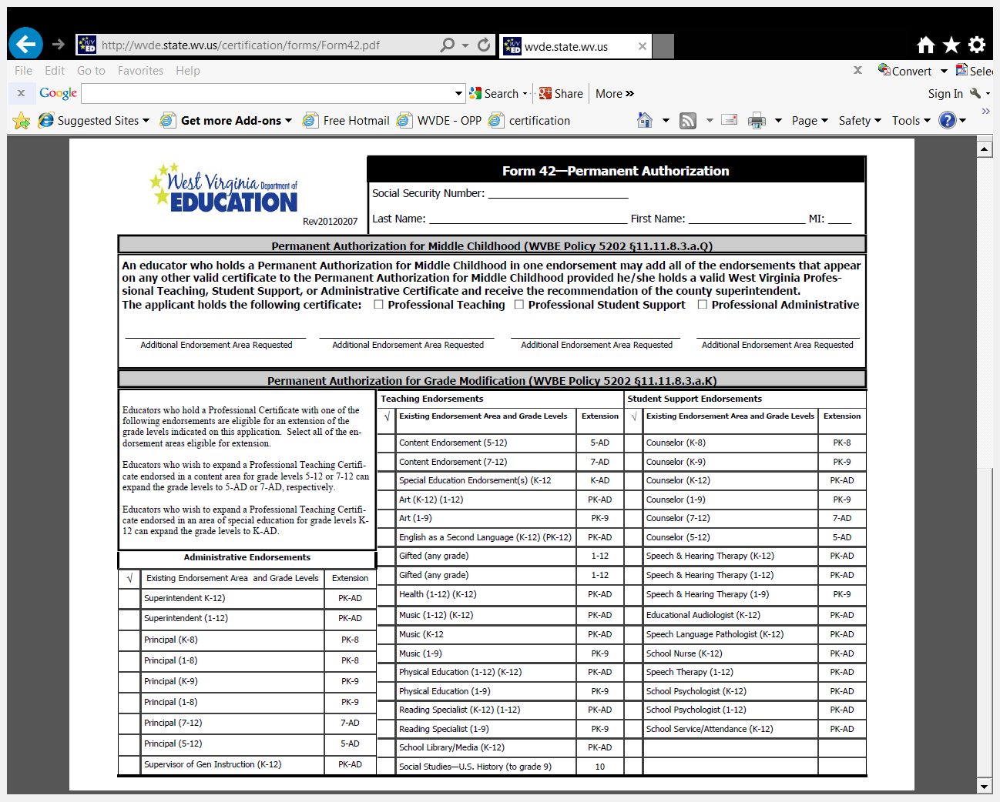 http://wvde.state.wv.us/certification/forms/Form42.pdf
wvde.state.wv.us
File Edit Go to Favorites Help
x Convert Selec
x Google Search Share More »
Sign In
Suggested Sites Get more Add-ons Free Hotmail WVDE - OPP certification
Page Safety Tools
West Virginia Department of
EDUCATION
Rev20120207
Form 42—Permanent Authorization
Social Security Number:
Last Name: First Name: MI:
Permanent Authorization for Middle Childhood (WVBE Policy 5202 §11.11.8.3.a.Q)
An educator who holds a Permanent Authorization for Middle Childhood in one endorsement may add all of the endorsements that appear
on any other valid certificate to the Permanent Authorization for Middle Childhood provided he/she holds a valid West Virginia Profes-
sional Teaching, Student Support, or Administrative Certificate and receive the recommendation of the county superintendent.
The applicant holds the following certificate: ☐ Professional Teaching ☐ Professional Student Support ☐ Professional Administrative
Additional Endorsement Area Requested Additional Endorsement Area Requested Additional Endorsement Area Requested Additional Endorsement Area Requested
Permanent Authorization for Grade Modification (WVBE Policy 5202 §11.11.8.3.a.K)
Educators who hold a Professional Certificate with one of the
following endorsements are eligible for an extension of the
grade levels indicated on this application. Select all of the en-
dorsement areas eligible for extension.
Educators who wish to expand a Professional Teaching Certifi-
cate endorsed in a content area for grade levels 5-12 or 7-12 can
expand the grade levels to 5-AD or 7-AD, respectively.
Educators who wish to expand a Professional Teaching Certifi-
cate endorsed in an area of special education for grade levels K-
12 can expand the grade levels to K-AD.
Administrative Endorsements
√ Existing Endorsement Area and Grade Levels Extension
Superintendent K-12) PK-AD
Superintendent (1-12) PK-AD
Principal (K-8) PK-8
Principal (1-8) PK-8
Principal (K-9) PK-9
Principal (1-8) PK-9
Principal (7-12) 7-AD
Principal (5-12) 5-AD
Supervisor of Gen Instruction (K-12) PK-AD
Teaching Endorsements
√ Existing Endorsement Area and Grade Levels Extension
Content Endorsement (5-12) 5-AD
Content Endorsement (7-12) 7-AD
Special Education Endorsement(s) (K-12 K-AD
Art (K-12) (1-12) PK-AD
Art (1-9) PK-9
English as a Second Language (K-12) (PK-12) PK-AD
Gifted (any grade) 1-12
Gifted (any grade) 1-12
Health (1-12) (K-12) PK-AD
Music (1-12) (K-12) PK-AD
Music (K-12 PK-AD
Music (1-9) PK-9
Physical Education (1-12) (K-12) PK-AD
Physical Education (1-9) PK-9
Reading Specialist (K-12) (1-12) PK-AD
Reading Specialist (1-9) PK-9
School Library/Media (K-12) PK-AD
Social Studies—U.S. History (to grade 9) 10
Student Support Endorsements
√ Existing Endorsement Area and Grade Levels Extension
Counselor (K-8) PK-8
Counselor (K-9) PK-9
Counselor (K-12) PK-AD
Counselor (1-9) PK-9
Counselor (7-12) 7-AD
Counselor (5-12) 5-AD
Speech & Hearing Therapy (K-12) PK-AD
Speech & Hearing Therapy (1-12) PK-AD
Speech & Hearing Therapy (1-9) PK-9
Educational Audiologist (K-12) PK-AD
Speech Language Pathologist (K-12) PK-AD
School Nurse (K-12) PK-AD
Speech Therapy (1-12) PK-AD
School Psychologist (K-12) PK-AD
School Psychologist (1-12) PK-AD
School Service/Attendance (K-12) PK-AD